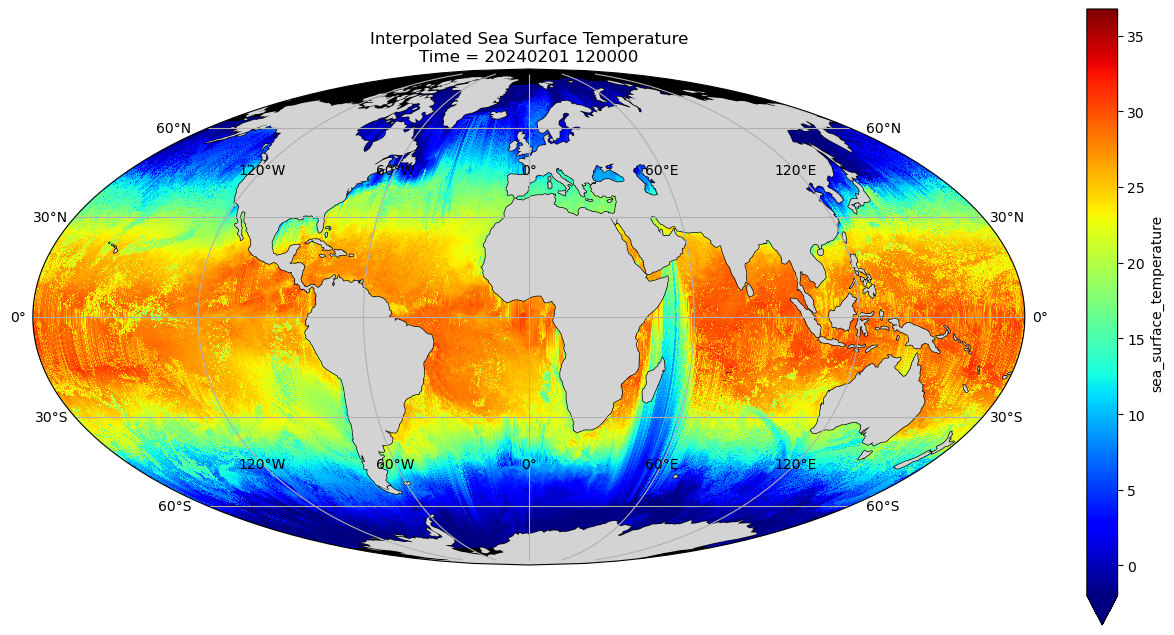 Interpolated Sea Surface Temperature
Time = 20240201 120000
60°N
60°N
120°W
60°W
0°
60°E
120°E
30°N
30°N
0°
0°
30°S
30°S
120°W
60°W
0°
60°E
120°E
60°S
60°S
35
30
25
20
15
10
5
0
sea_surface_temperature